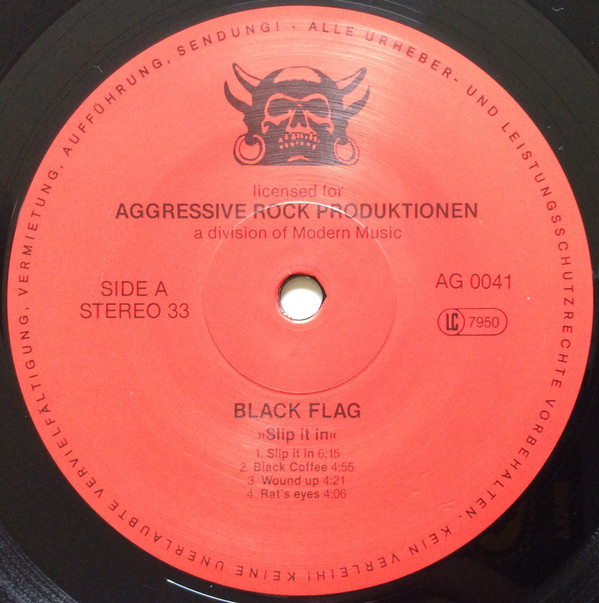 ALLE URHEBER- UND LEISTUNGSSCHUTZRECHTE VORBEHALTEN. KEIN VERLEIH! KEINE UNERLAUBTE VERVIELFÄLTIGUNG, VERMIETUNG, AUFFÜHRUNG, SENDUNG! •
licensed for
AGGRESSIVE ROCK PRODUKTIONEN
a division of Modern Music
SIDE A
STEREO 33
AG 0041
LC 7950
BLACK FLAG
»Slip it in«
1. Slip it in 6:15
2. Black Coffee 4:55
3 Wound up 4:21
4. Rat's eyes 4:06